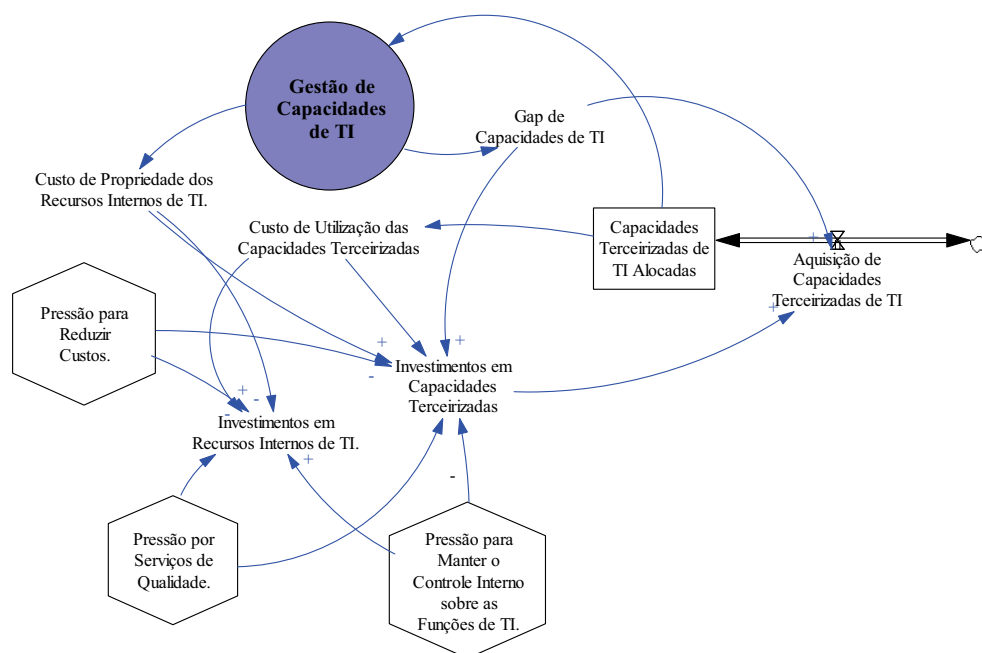 Gestão de
Capacidades
de TI
Gap de
Capacidades de TI
Custo de Propriedade dos
Recursos Internos de TI.
Custo de Utilização das
Capacidades Terceirizadas
Capacidades
Terceirizadas de
TI Alocadas
+
Aquisição de
Capacidades
Terceirizadas de TI
+
Pressão para
Reduzir
Custos.
+
+
-
Investimentos em
Capacidades
Terceirizadas
+
-
-
Investimentos em
Recursos Internos de TI.
+
-
Pressão por
Serviços de
Qualidade.
Pressão para
Manter o
Controle Interno
sobre as
Funções de TI.